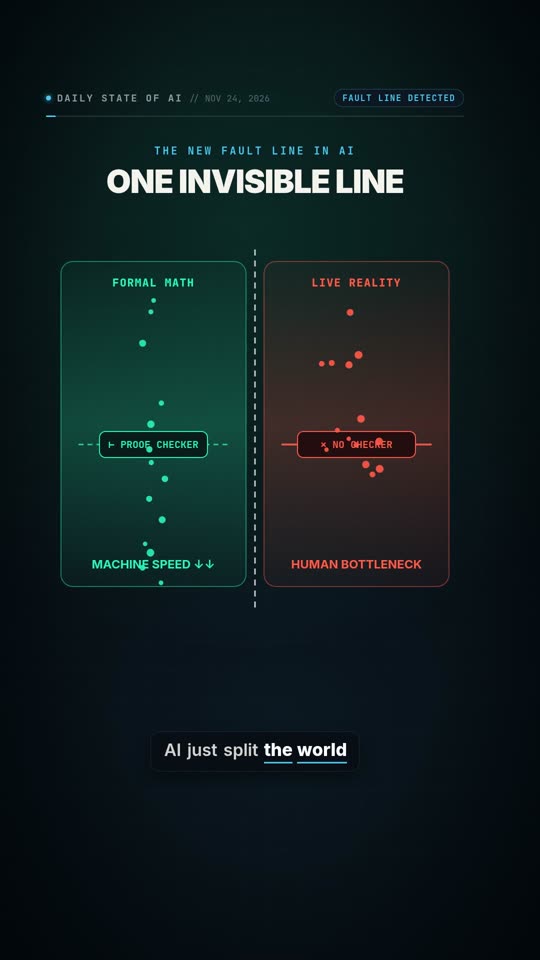 DAILY STATE OF AI // NOV 24, 2026
FAULT LINE DETECTED
THE NEW FAULT LINE IN AI
ONE INVISIBLE LINE
FORMAL MATH
⊢ PROOF CHECKER
MACHINE SPEED ↓↓
LIVE REALITY
× NO CHECKER
HUMAN BOTTLENECK
AI just split the world